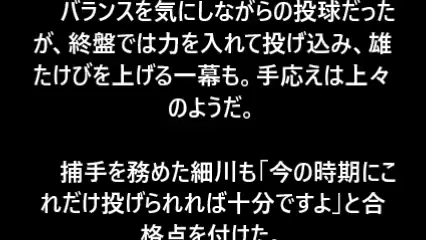 バランスを気にしながらの投球だった
が、終盤では力を入れて投げ込み、雄
たけびを上げる一幕も。手応えは上々
のようだ。
捕手を務めた細川も「今の時期にこ
れだけ投げられれば十分ですよ」と合
格点を付けた。